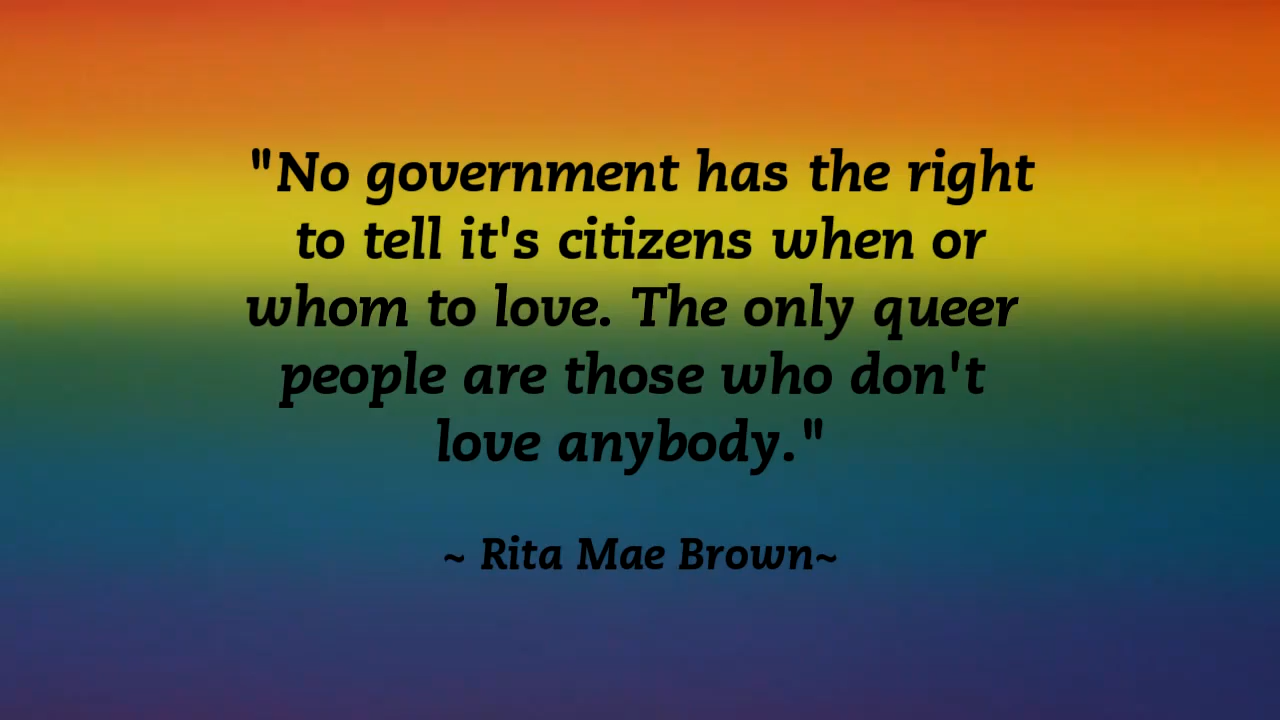 "No government has the right
to tell it's citizens when or
whom to love. The only queer
people are those who don't
love anybody."
~ Rita Mae Brown~